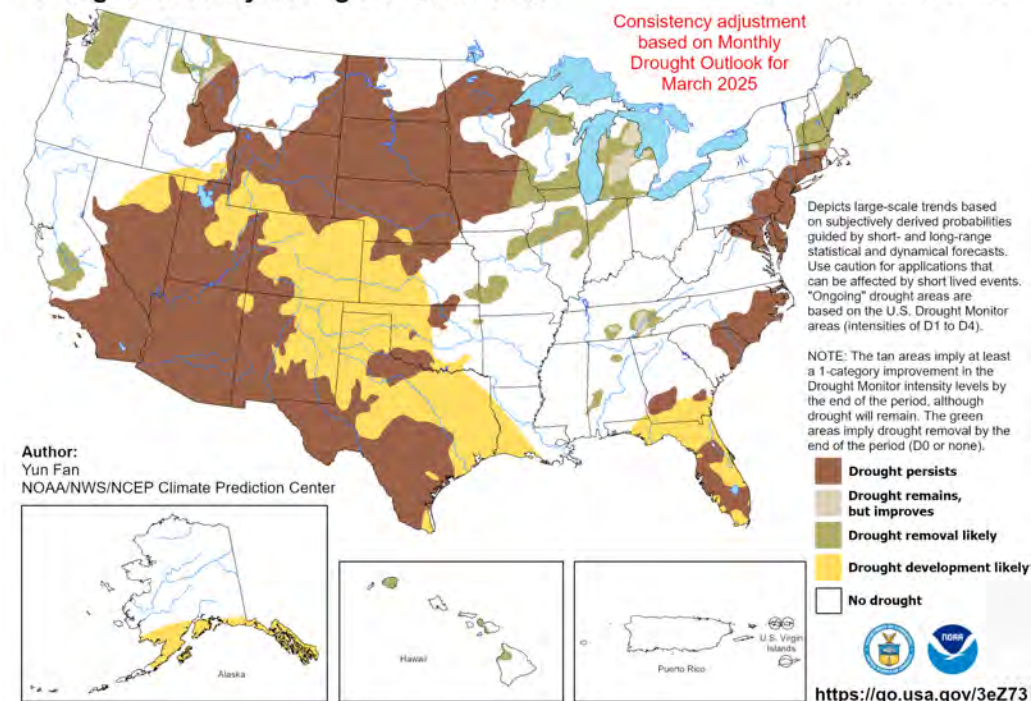 Consistency adjustment
based on Monthly
Drought Outlook for
March 2025
Depicts large-scale trends based
on subjectively derived probabilities
guided by short- and long-range
statistical and dynamical forecasts.
Use caution for applications that
can be affected by short lived events.
"Ongoing" drought areas are
based on the U.S. Drought Monitor
areas (intensities of D1 to D4).
NOTE: The tan areas imply at least
a 1-category improvement in the
Drought Monitor intensity levels by
the end of the period, although
drought will remain. The green
areas imply drought removal by the
end of the period (D0 or none).
Author:
Yun Fan
NOAA/NWS/NCEP Climate Prediction Center
Drought persists
Drought remains,
but improves
Drought removal likely
Drought development likely
No drought
Alaska
Hawaii
Puerto Rico
U.S. Virgin
Islands
NOAA
https://go.usa.gov/3eZ73